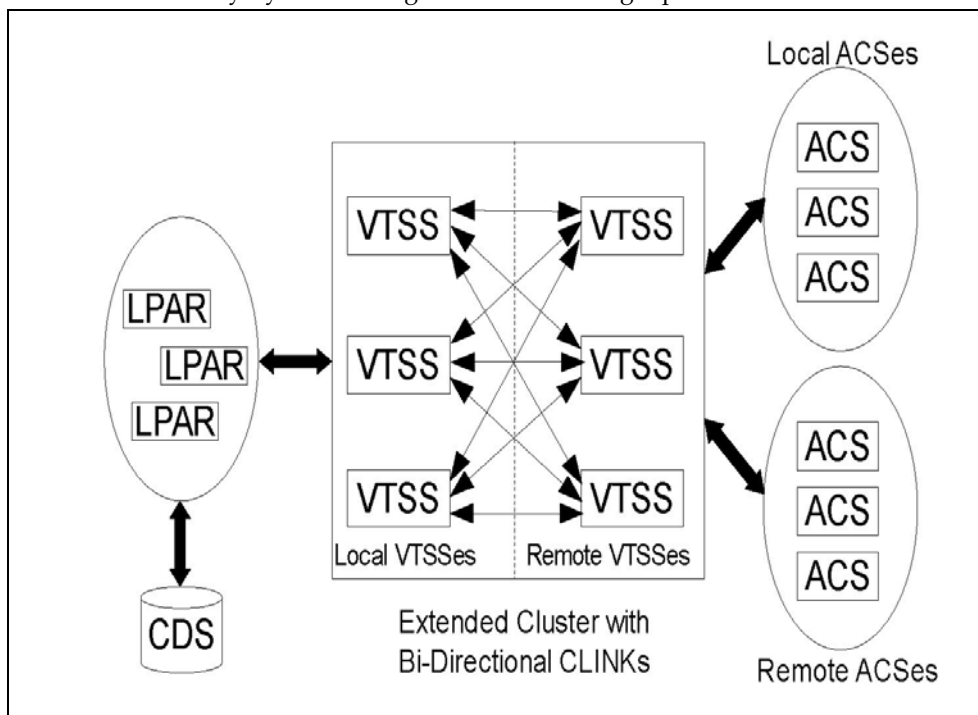 Local ACSes
ACS
ACS
ACS
LPAR
LPAR
LPAR
CDS
VTSS
VTSS
VTSS
VTSS
VTSS
VTSS
Local VTSSes
Remote VTSSes
Extended Cluster with
Bi-Directional CLINKs
ACS
ACS
ACS
Remote ACSes